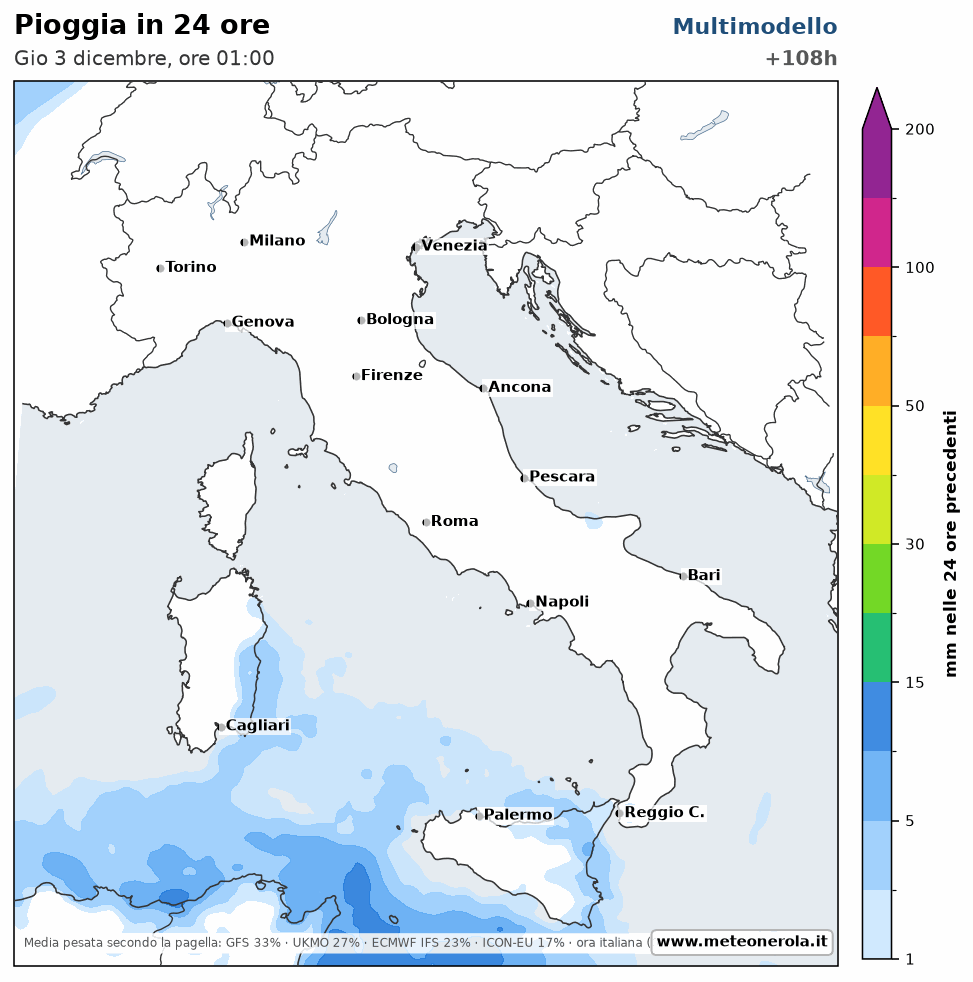 Pioggia in 24 ore
Multimodello
Gio 3 dicembre, ore 01:00
+108h
200
100
50
30
15
5
1
mm nelle 24 ore precedenti
Milano
Venezia
Torino
Genova
Bologna
Firenze
Ancona
Pescara
Roma
Bari
Napoli
Cagliari
Palermo
Reggio C.
Media pesata secondo la pagella: GFS 33% · UKMO 27% · ECMWF IFS 23% · ICON-EU 17% · ora italiana (
www.meteonerola.it